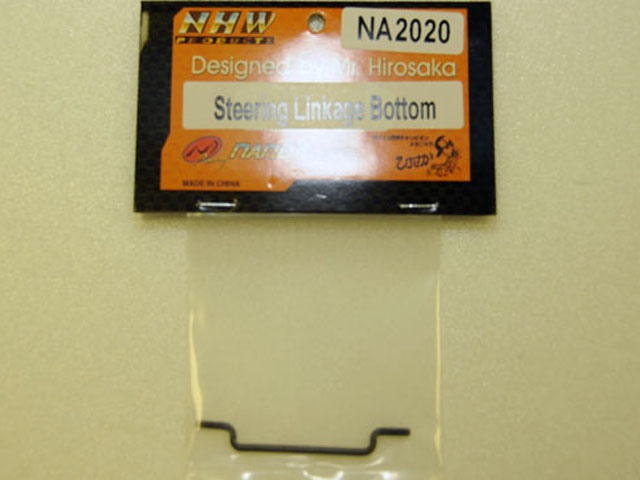 NHW
PRODUCTS
NA2020
Designed by Mr. Hirosaka
Steering Linkage Bottom
MADE IN CHINA